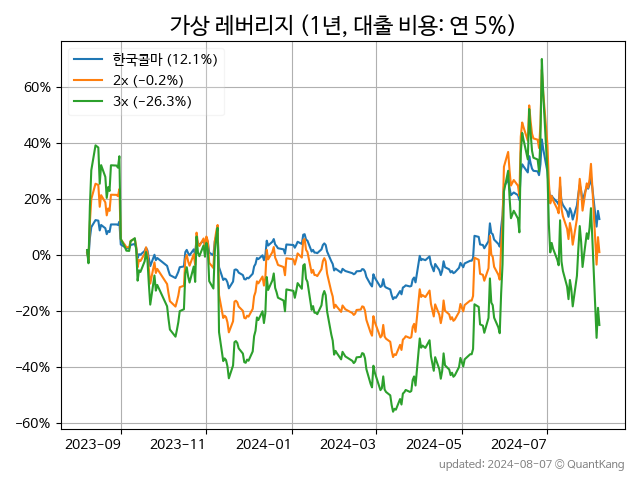 가상 레버리지 (1년, 대출 비용: 연 5%)
한국콜마 (12.1%)
2x (-0.2%)
3x (-26.3%)
60%
40%
20%
0%
−20%
−40%
−60%
2023-09 2023-11 2024-01 2024-03 2024-05 2024-07
updated: 2024-08-07 © QuantKang